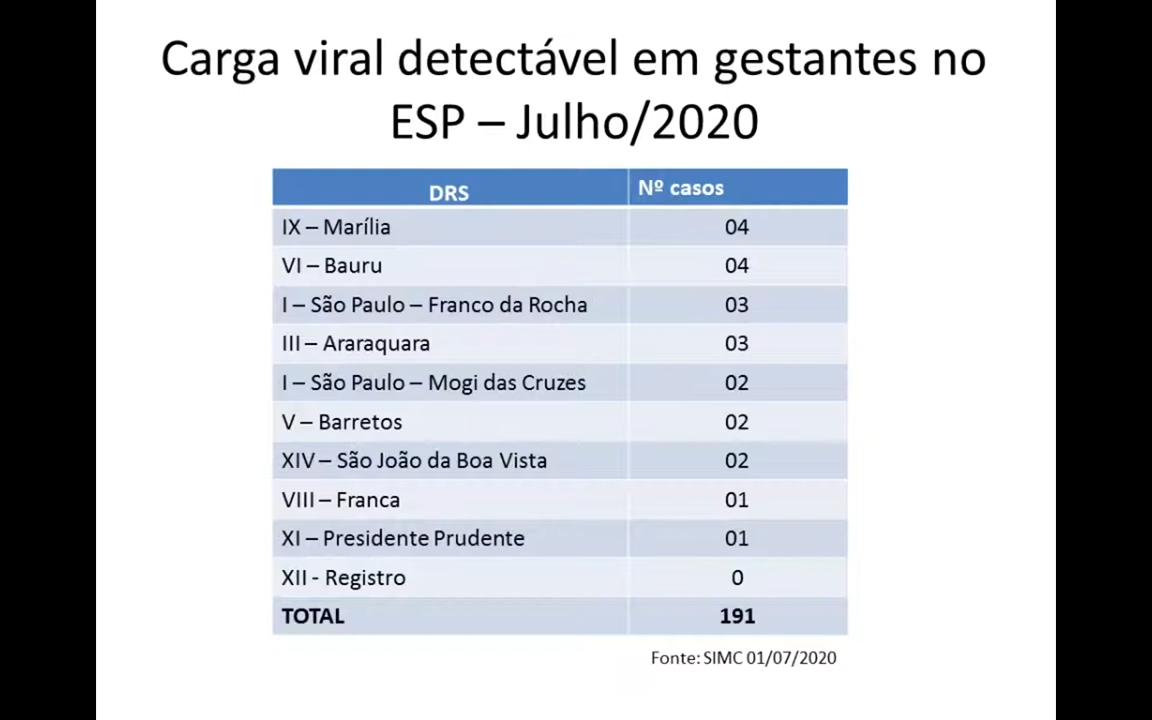 Carga viral detectável em gestantes no
ESP – Julho/2020
DRS Nº casos
IX – Marília 04
VI – Bauru 04
I – São Paulo – Franco da Rocha 03
III – Araraquara 03
I – São Paulo – Mogi das Cruzes 02
V – Barretos 02
XIV – São João da Boa Vista 02
VIII – Franca 01
XI – Presidente Prudente 01
XII - Registro 0
TOTAL 191
Fonte: SIMC 01/07/2020